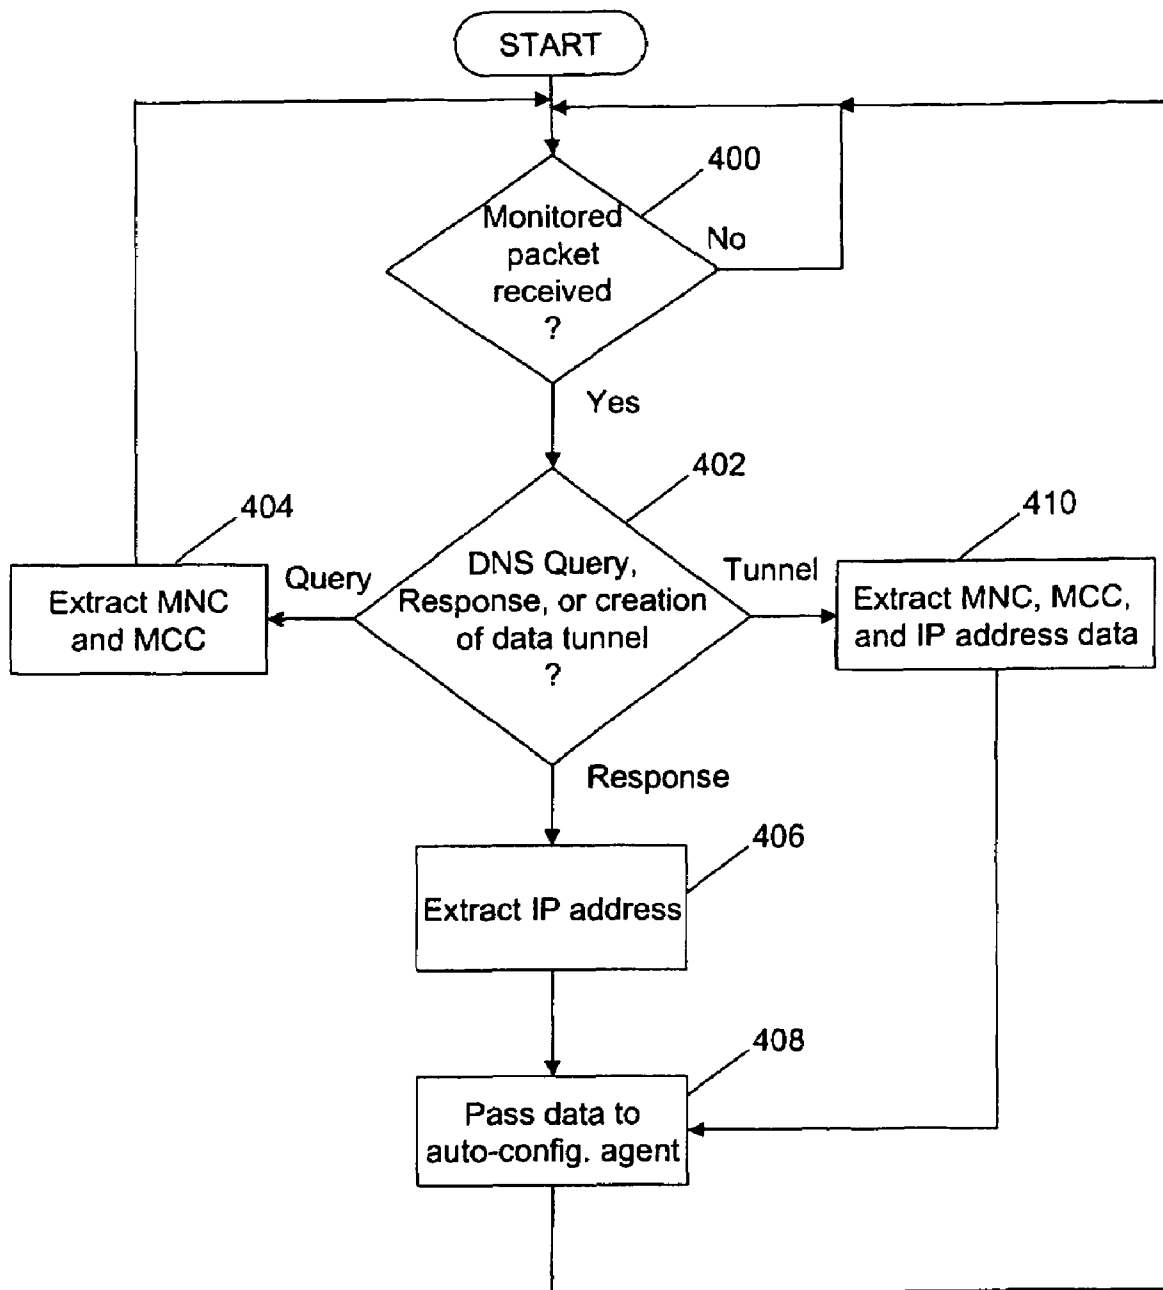 START
400
Monitored
packet
received
?
No
Yes
402
404
410
Query
DNS Query,
Response, or creation
of data tunnel
?
Tunnel
Extract MNC
and MCC
Extract MNC, MCC,
and IP address data
Response
406
Extract IP address
408
Pass data to
auto-config. agent